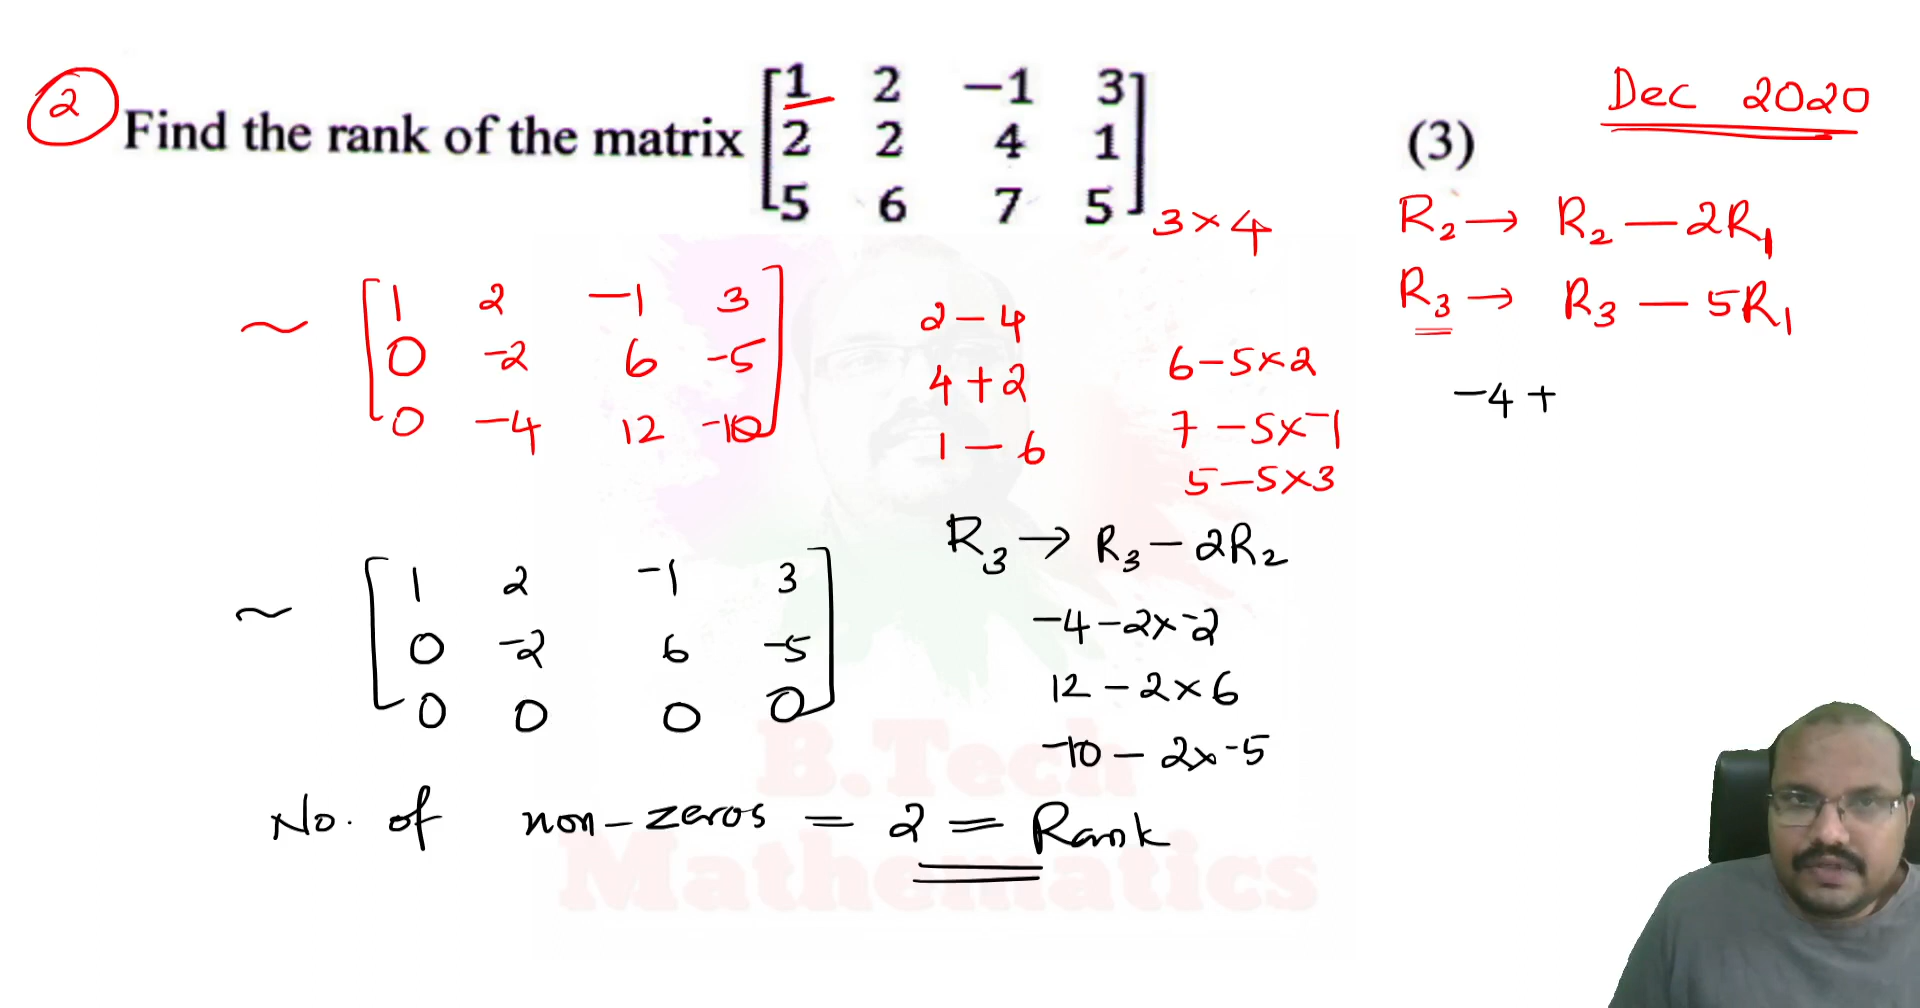 2 Find the rank of the matrix [1 2 −1 3
2 2 4 1
5 6 7 5] 3×4 (3)
Dec 2020
R2 → R2 − 2R1
R3 → R3 − 5R1
~ [1 2 −1 3
0 −2 6 −5
0 −4 12 −10]
2 − 4
4 + 2
1 − 6
6 − 5×2
7 − 5×−1
5 − 5×3
−4 +
R3 → R3 − 2R2
~ [1 2 −1 3
0 −2 6 −5
0 0 0 0]
−4 − 2×−2
12 − 2×6
−10 − 2×−5
No. of non-zeros = 2 = Rank
B.Tech
Mathematics